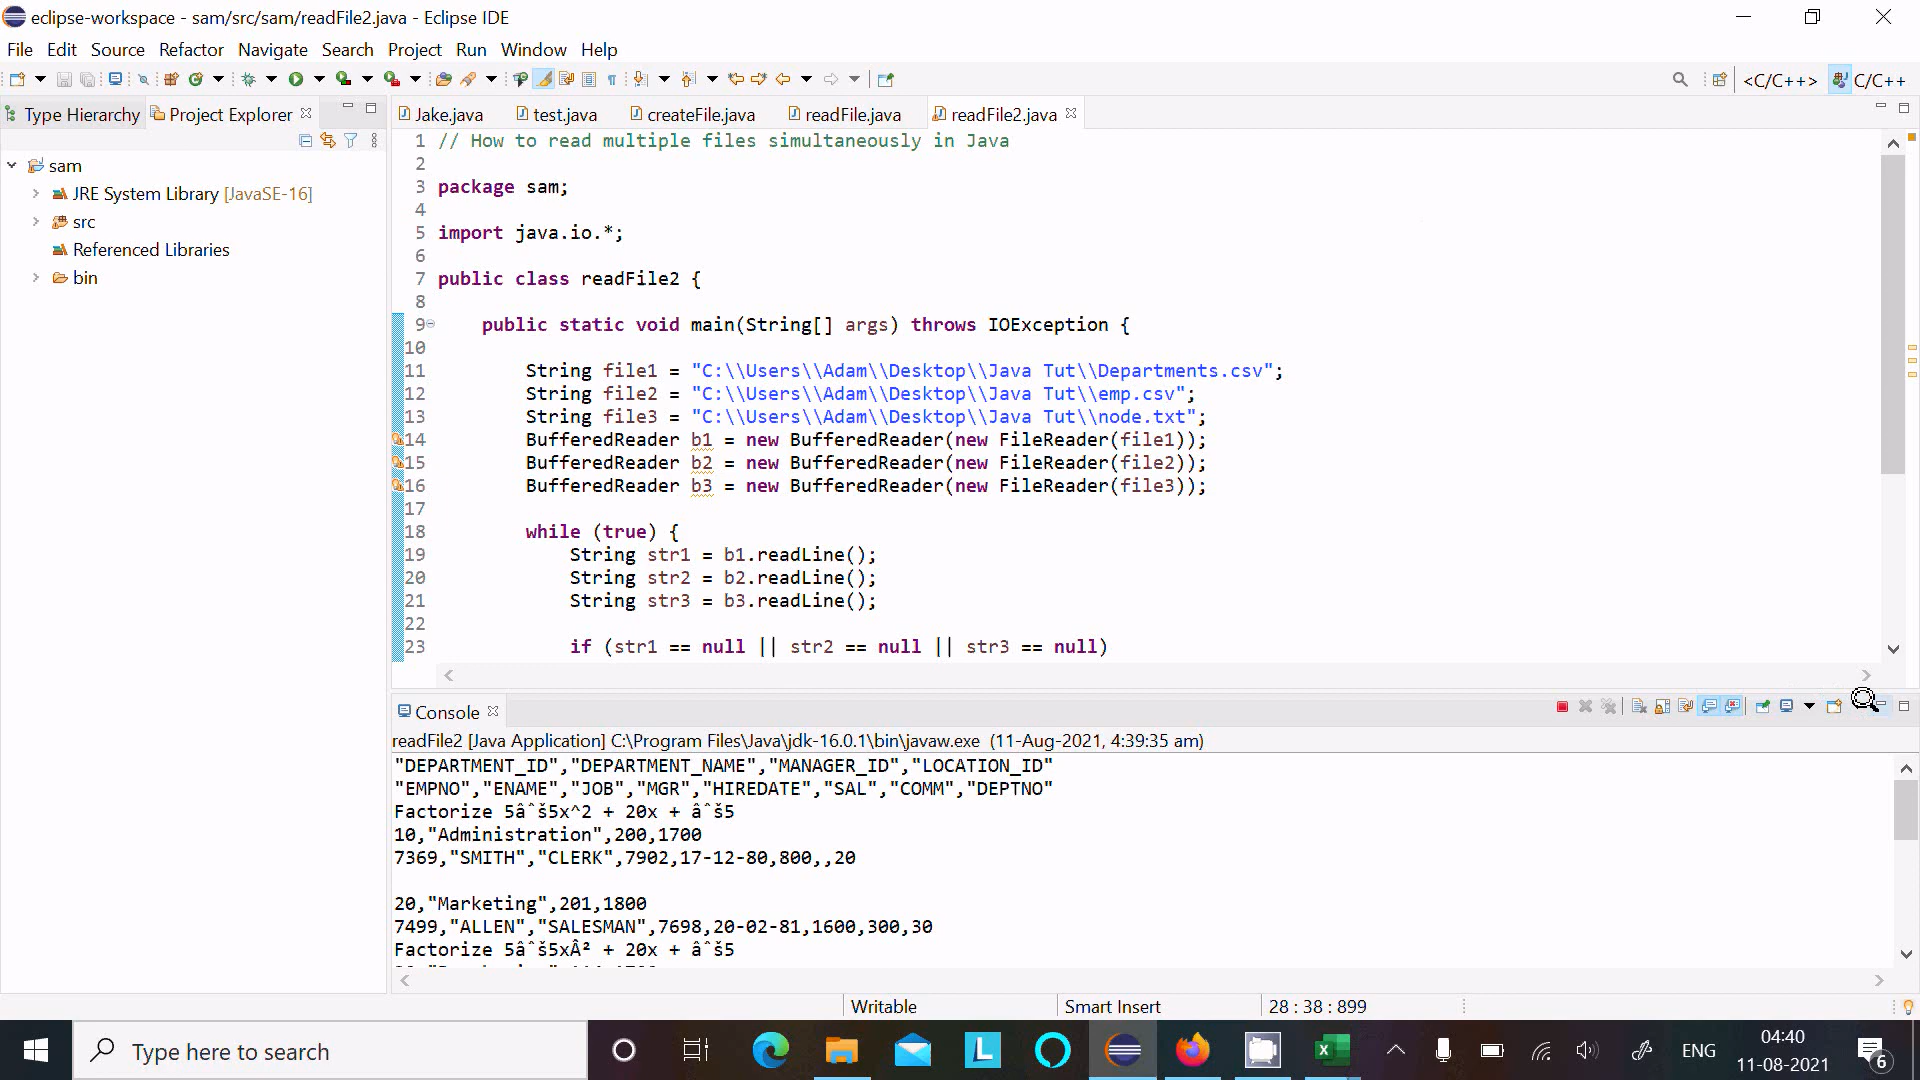 eclipse-workspace - sam/src/sam/readFile2.java - Eclipse IDE
File Edit Source Refactor Navigate Search Project Run Window Help
<C/C++> C/C++
Type Hierarchy Project Explorer
Jake.java test.java createFile.java readFile.java readFile2.java
sam
JRE System Library [JavaSE-16]
src
Referenced Libraries
bin
1 // How to read multiple files simultaneously in Java
2
3 package sam;
4
5 import java.io.*;
6
7 public class readFile2 {
8
9 public static void main(String[] args) throws IOException {
10
11 String file1 = "C:\\Users\\Adam\\Desktop\\Java Tut\\Departments.csv";
12 String file2 = "C:\\Users\\Adam\\Desktop\\Java Tut\\emp.csv";
13 String file3 = "C:\\Users\\Adam\\Desktop\\Java Tut\\node.txt";
14 BufferedReader b1 = new BufferedReader(new FileReader(file1));
15 BufferedReader b2 = new BufferedReader(new FileReader(file2));
16 BufferedReader b3 = new BufferedReader(new FileReader(file3));
17
18 while (true) {
19 String str1 = b1.readLine();
20 String str2 = b2.readLine();
21 String str3 = b3.readLine();
22
23 if (str1 == null || str2 == null || str3 == null)
Console
readFile2 [Java Application] C:\Program Files\Java\jdk-16.0.1\bin\javaw.exe (11-Aug-2021, 4:39:35 am)
"DEPARTMENT_ID","DEPARTMENT_NAME","MANAGER_ID","LOCATION_ID"
"EMPNO","ENAME","JOB","MGR","HIREDATE","SAL","COMM","DEPTNO"
Factorize 5âˆš5x^2 + 20x + âˆš5
10,"Administration",200,1700
7369,"SMITH","CLERK",7902,17-12-80,800,,20
20,"Marketing",201,1800
7499,"ALLEN","SALESMAN",7698,20-02-81,1600,300,30
Factorize 5âˆš5xÂ² + 20x + âˆš5
Writable Smart Insert 28 : 38 : 899
Type here to search
L
ENG
04:40
11-08-2021
6